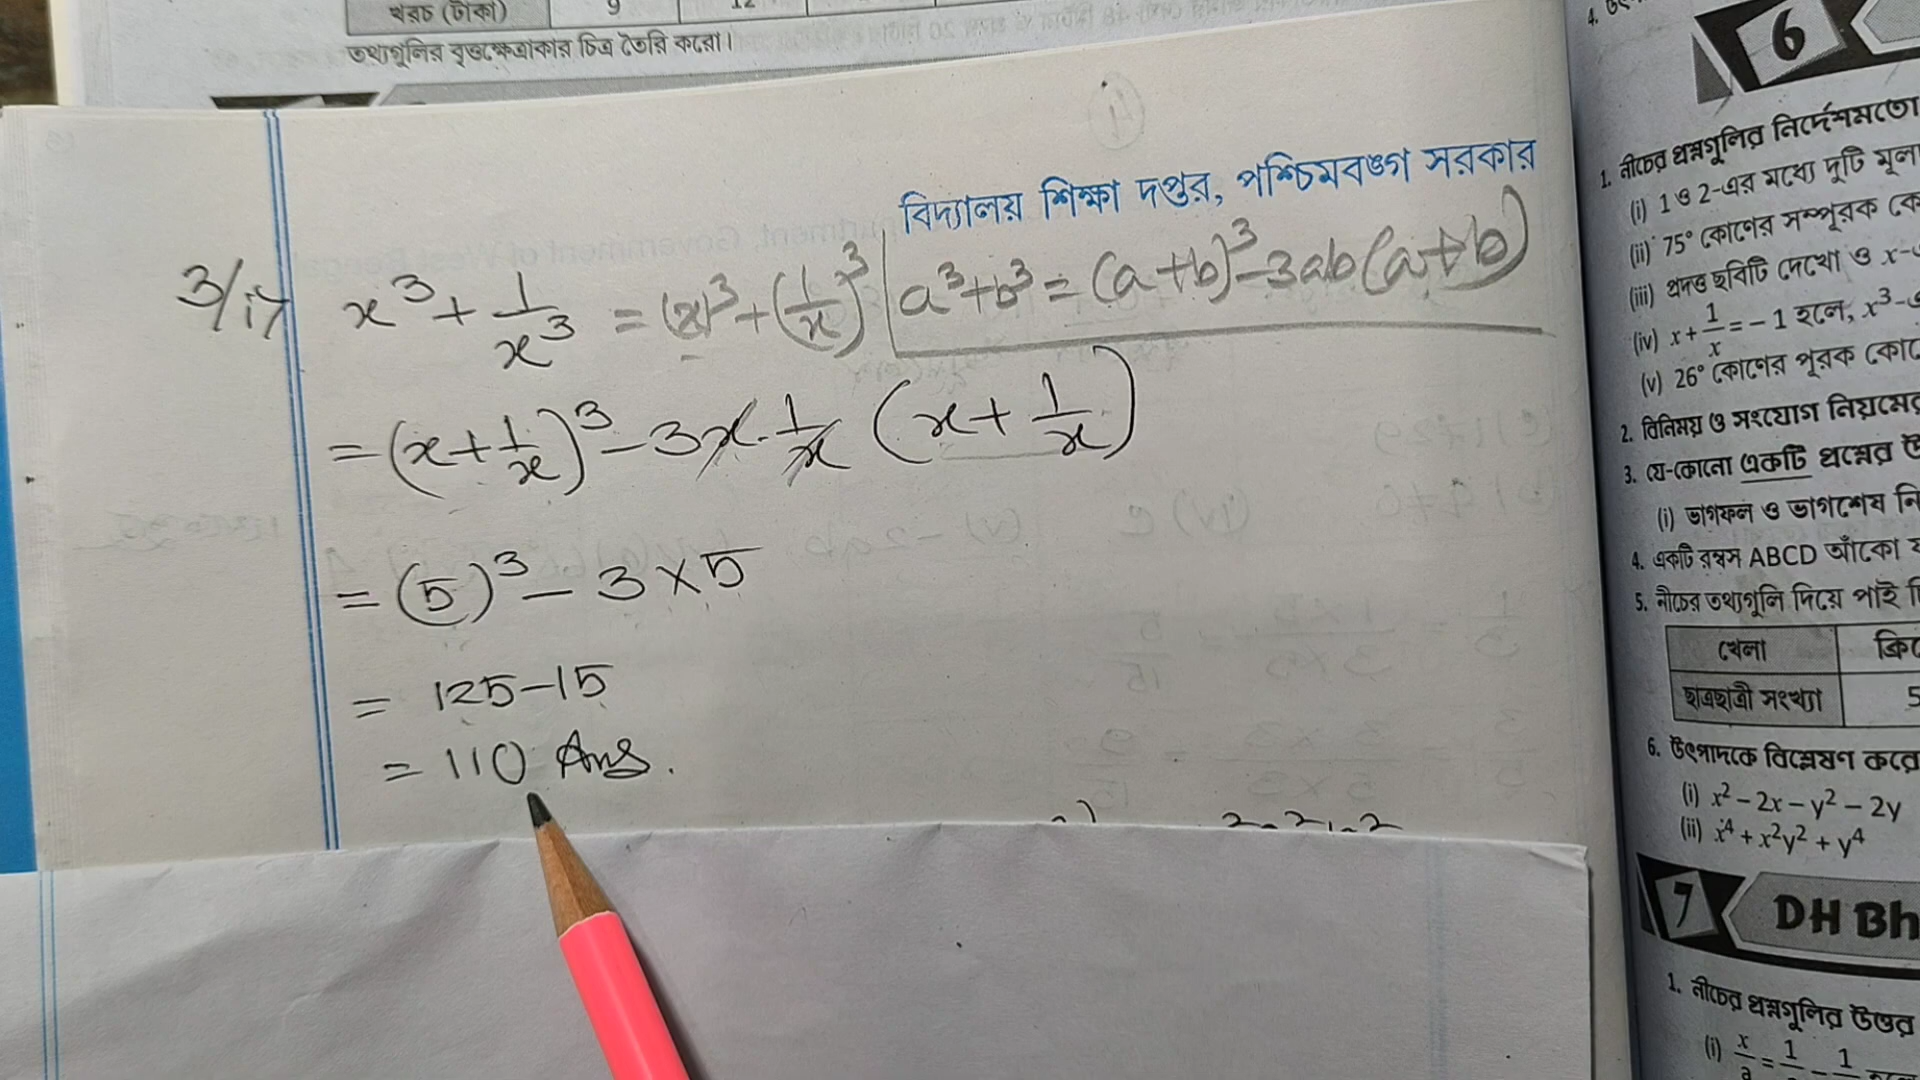 খরচ (টাকা) 9 12
তথ্যগুলির বৃত্তক্ষেত্রাকার চিত্র তৈরি করো।
বিদ্যালয় শিক্ষা দপ্তর, পশ্চিমবঙ্গ সরকার
3/i) x³ + 1/x³ = (x)³ + (1/x)³ | a³+b³ = (a+b)³ - 3ab(a+b)
= (x + 1/x)³ - 3x · 1/x (x + 1/x)
= (5)³ - 3 × 5
= 125 - 15
= 110 Ans.
6
1. নীচের প্রশ্নগুলির নির্দেশমতো
(i) 1 ও 2-এর মধ্যে দুটি
(ii) 75° কোণের সম্পূরক
(iii) প্রদত্ত ছবিটি দেখো ও x
(iv) x + 1/x = – 1 হলে, x³ –
(v) 26° কোণের পূরক
2. বিনিময় ও সংযোগ নিয়মের
3. যে-কোনো একটি প্রশ্নের
(i) ভাগফল ও ভাগশেষ
4. একটি রম্বস ABCD আঁকো
5. নীচের তথ্যগুলি দিয়ে পাই
খেলা
ছাত্রছাত্রী সংখ্যা 5
6. উৎপাদকে বিশ্লেষণ
(i) x² – 2x – y² – 2y
(ii) x⁴ + x²y² + y⁴
7 DH Bh
1. নীচের প্রশ্নগুলির উত্তর
(i) x/a = 1/